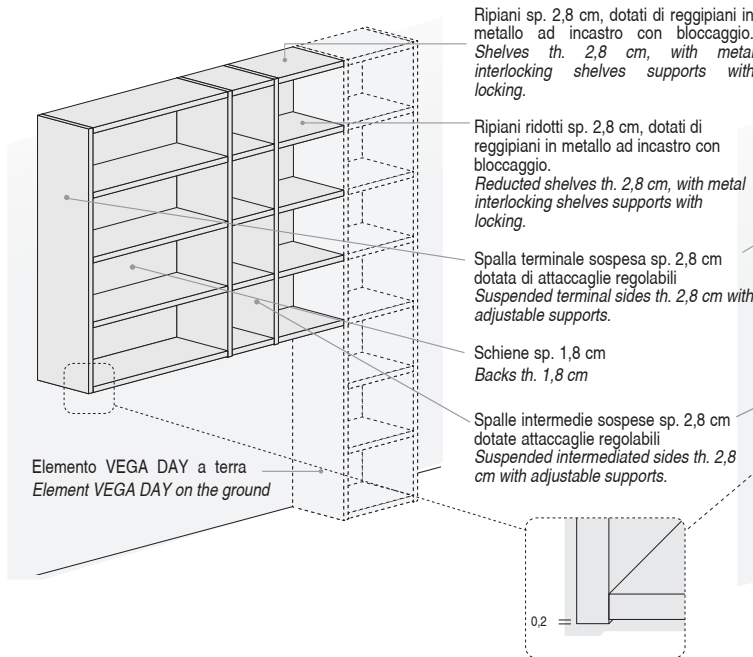 Ripiani sp. 2,8 cm, dotati di reggipiani in
metallo ad incastro con bloccaggio.
Shelves th. 2,8 cm, with metal
interlocking shelves supports with
locking.
Ripiani ridotti sp. 2,8 cm, dotati di
reggipiani in metallo ad incastro con
bloccaggio.
Reducted shelves th. 2,8 cm, with metal
interlocking shelves supports with
locking.
Spalla terminale sospesa sp. 2,8 cm
dotata di attaccaglie regolabili
Suspended terminal sides th. 2,8 cm with
adjustable supports.
Schiene sp. 1,8 cm
Backs th. 1,8 cm
Spalle intermedie sospese sp. 2,8 cm
dotate attaccaglie regolabili
Suspended intermediated sides th. 2,8
cm with adjustable supports.
Elemento VEGA DAY a terra
Element VEGA DAY on the ground
0,2